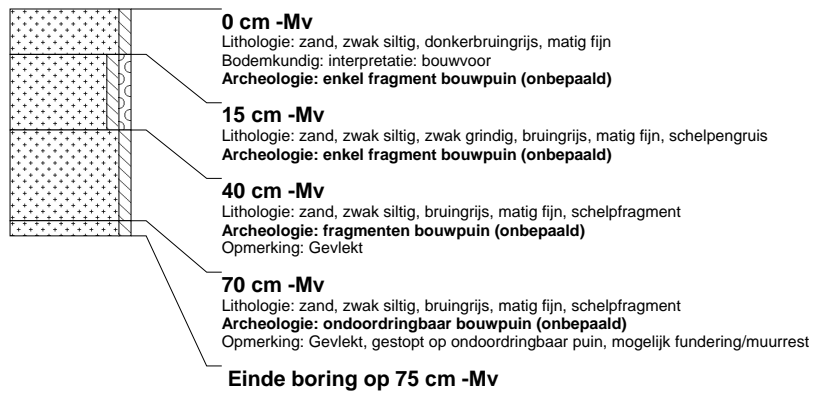 0 cm -Mv
Lithologie: zand, zwak siltig, donkerbruingrijs, matig fijn
Bodemkundig: interpretatie: bouwvoor
Archeologie: enkel fragment bouwpuin (onbepaald)
15 cm -Mv
Lithologie: zand, zwak siltig, zwak grindig, bruingrijs, matig fijn, schelpengruis
Archeologie: enkel fragment bouwpuin (onbepaald)
40 cm -Mv
Lithologie: zand, zwak siltig, bruingrijs, matig fijn, schelpfragment
Archeologie: fragmenten bouwpuin (onbepaald)
Opmerking: Gevlekt
70 cm -Mv
Lithologie: zand, zwak siltig, bruingrijs, matig fijn, schelpfragment
Archeologie: ondoordringbaar bouwpuin (onbepaald)
Opmerking: Gevlekt, gestopt op ondoordringbaar puin, mogelijk fundering/muurrest
Einde boring op 75 cm -Mv